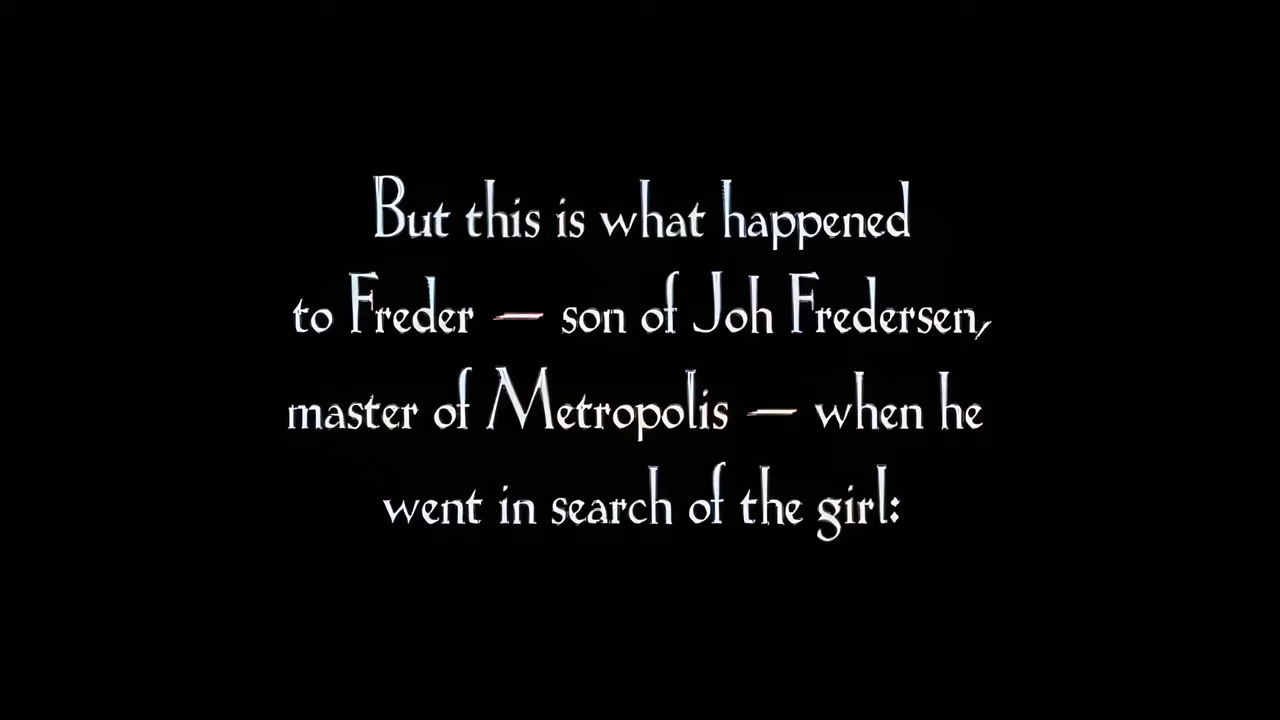 But this is what happened
to Freder — son of Joh Fredersen,
master of Metropolis — when he
went in search of the girl: